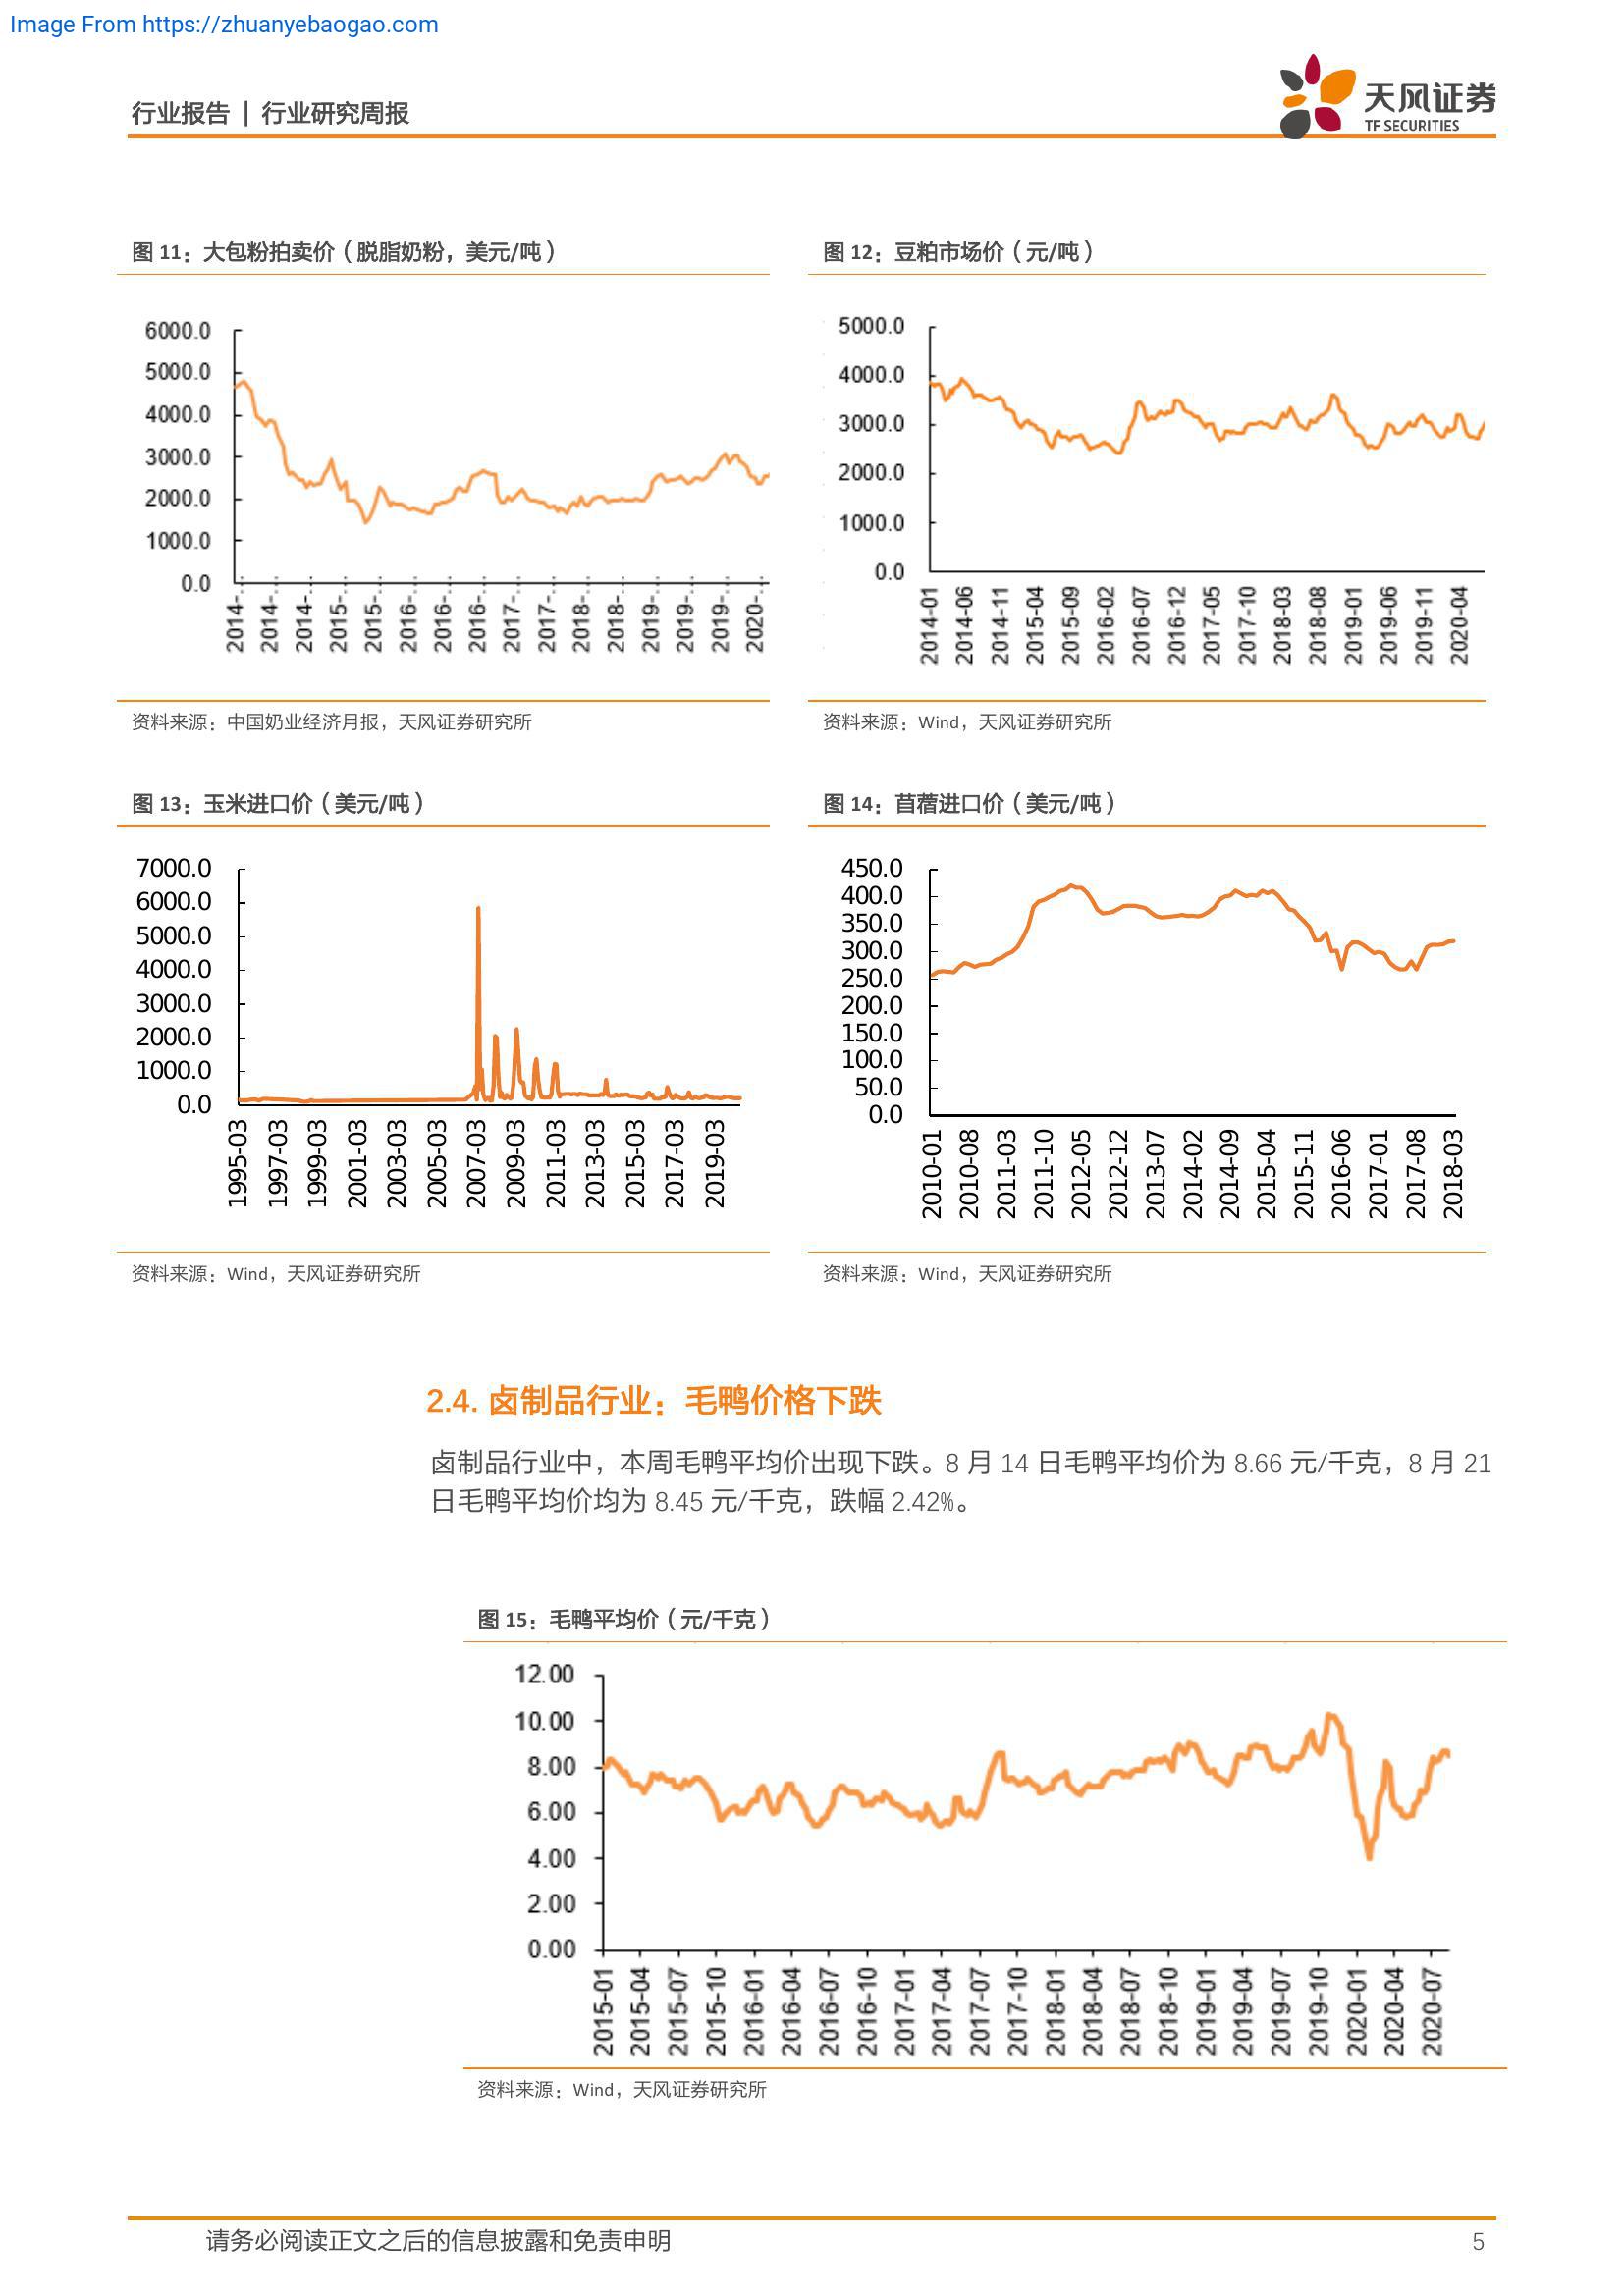 Image From https://zhuanyebaogao.com
行业报告 | 行业研究周报
天风证券
TF SECURITIES
图 11：大包粉拍卖价（脱脂奶粉，美元/吨）
6000.0
5000.0
4000.0
3000.0
2000.0
1000.0
0.0
2014-. 2014-. 2014-. 2015-. 2015-. 2016-. 2016-. 2016-. 2017-. 2017-. 2018-. 2018-. 2019-. 2019-. 2019-. 2020-.
资料来源：中国奶业经济月报，天风证券研究所
图 12：豆粕市场价（元/吨）
5000.0
4000.0
3000.0
2000.0
1000.0
0.0
2014-01 2014-06 2014-11 2015-04 2015-09 2016-02 2016-07 2016-12 2017-05 2017-10 2018-03 2018-08 2019-01 2019-06 2019-11 2020-04
资料来源：Wind，天风证券研究所
图 13：玉米进口价（美元/吨）
7000.0
6000.0
5000.0
4000.0
3000.0
2000.0
1000.0
0.0
1995-03 1997-03 1999-03 2001-03 2003-03 2005-03 2007-03 2009-03 2011-03 2013-03 2015-03 2017-03 2019-03
资料来源：Wind，天风证券研究所
图 14：苜蓿进口价（美元/吨）
450.0
400.0
350.0
300.0
250.0
200.0
150.0
100.0
50.0
0.0
2010-01 2010-08 2011-03 2011-10 2012-05 2012-12 2013-07 2014-02 2014-09 2015-04 2015-11 2016-06 2017-01 2017-08 2018-03
资料来源：Wind，天风证券研究所
2.4. 卤制品行业：毛鸭价格下跌
卤制品行业中，本周毛鸭平均价出现下跌。8 月 14 日毛鸭平均价为 8.66 元/千克，8 月 21
日毛鸭平均价均为 8.45 元/千克，跌幅 2.42%。
图 15：毛鸭平均价（元/千克）
12.00
10.00
8.00
6.00
4.00
2.00
0.00
2015-01 2015-04 2015-07 2015-10 2016-01 2016-04 2016-07 2016-10 2017-01 2017-04 2017-07 2017-10 2018-01 2018-04 2018-07 2018-10 2019-01 2019-04 2019-07 2019-10 2020-01 2020-04 2020-07
资料来源：Wind，天风证券研究所
请务必阅读正文之后的信息披露和免责申明
5